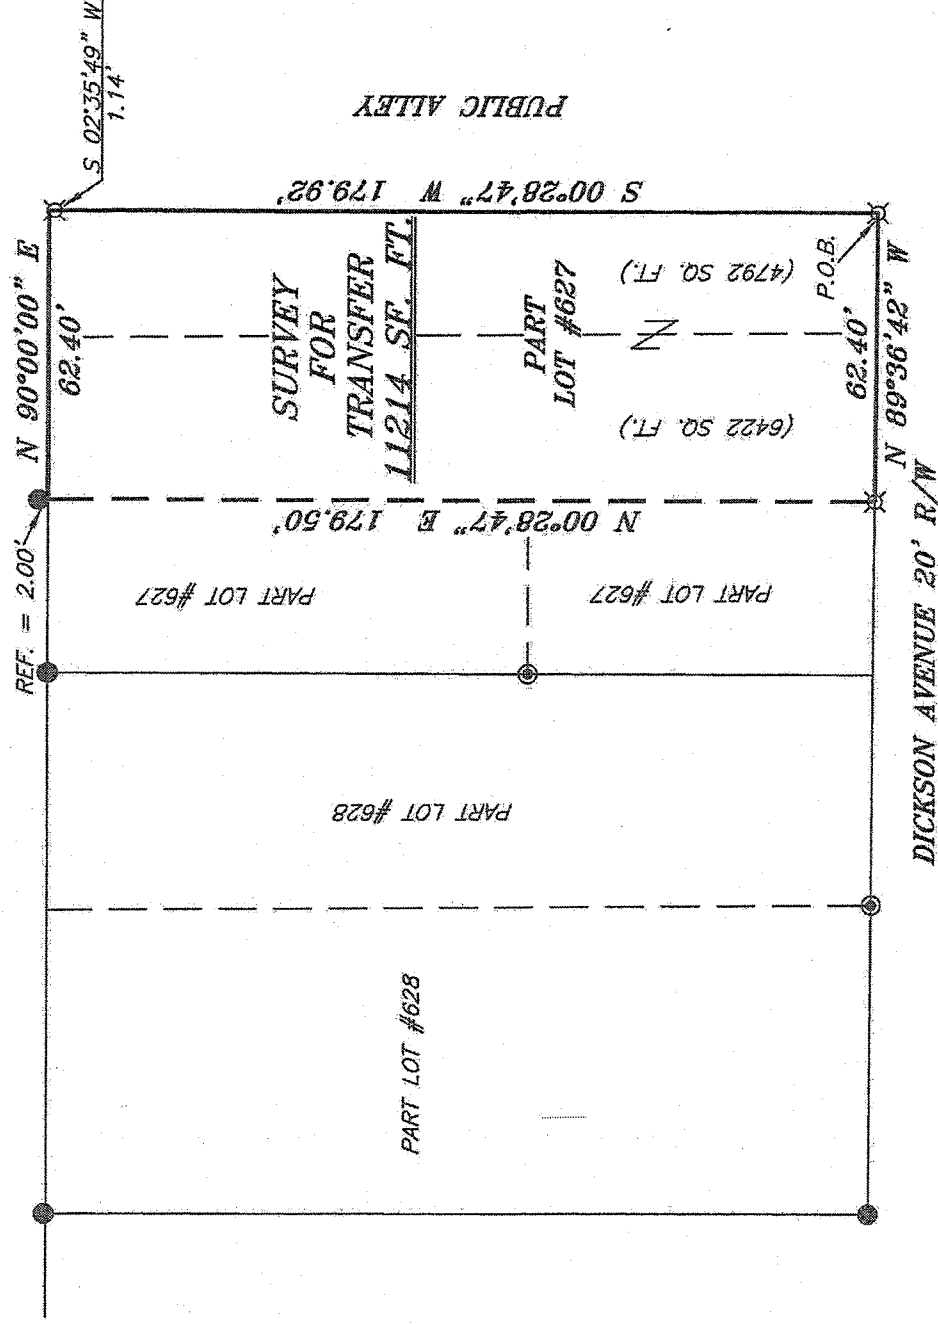 S 02°35'49" W
1.14'
PUBLIC ALLEY
S 00°28'47" W 179.92'
N 90°00'00" E
62.40'
REF. = 2.00'
SURVEY
FOR
TRANSFER
11214 SF. FT.
PART
LOT #627
(4792 SQ. FT.)
(6422 SQ. FT.)
Z
P.O.B.
62.40'
N 89°36'42" W
N 00°28'47" E 179.50'
DICKSON AVENUE 20' R/W
PART LOT #627
PART LOT #627
PART LOT #628
PART LOT #628